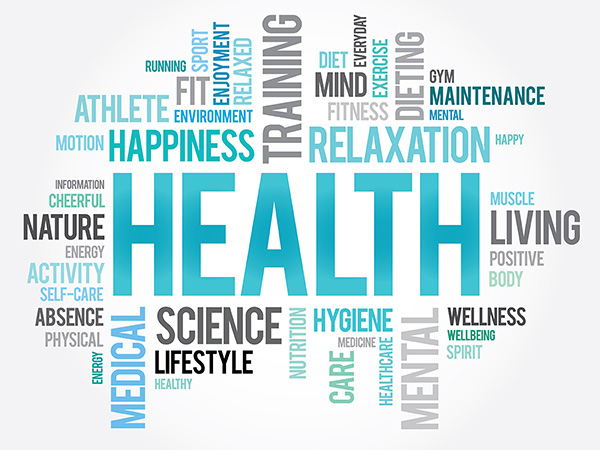 RUNNING
SPORT
ENJOYMENT
RELAXED
TRAINING
DIET
EVERYDAY
EXERCISE
DIETING
FIT
MIND
GYM
MAINTENANCE
ATHLETE
ENVIRONMENT
FITNESS
MENTAL
MOTION
HAPPINESS
RELAXATION
HAPPY
HEALTH
INFORMATION
CHEERFUL
NATURE
ENERGY
ACTIVITY
SELF-CARE
MUSCLE
LIVING
POSITIVE
BODY
ABSENCE
PHYSICAL
ENERGY
MEDICAL
SCIENCE
LIFESTYLE
HEALTHY
NUTRITION
HYGIENE
MEDICINE
CARE
HEALTHCARE
MENTAL
WELLNESS
WELLBEING
SPIRIT